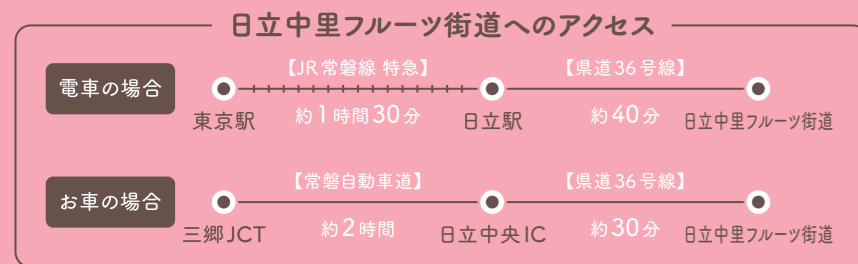 日立中里フルーツ街道へのアクセス
電車の場合
【JR常磐線 特急】
【県道36号線】
東京駅
約1時間30分
日立駅
約40分
日立中里フルーツ街道
お車の場合
【常磐自動車道】
【県道36号線】
三郷JCT
約2時間
日立中央IC
約30分
日立中里フルーツ街道